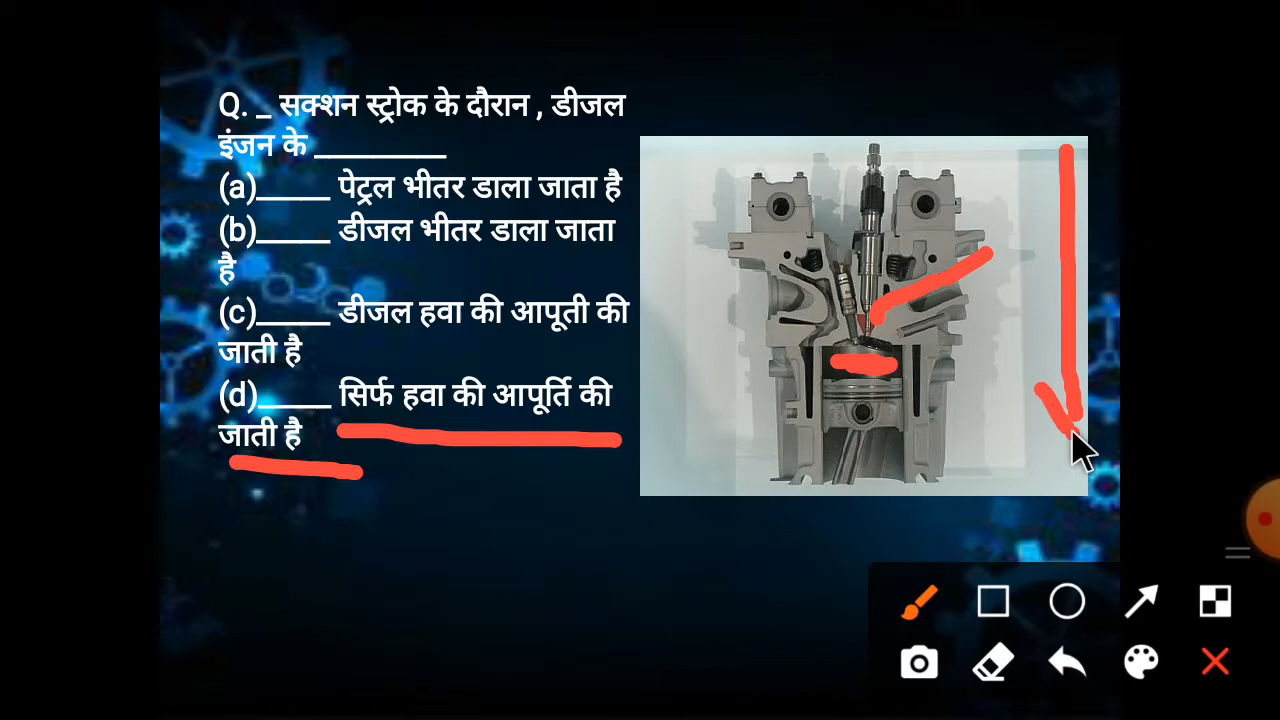 Q. _ सक्शन स्ट्रोक के दौरान , डीजल
इंजन के _________
(a)_____ पेट्रल भीतर डाला जाता है
(b)_____ डीजल भीतर डाला जाता
है
(c)_____ डीजल हवा की आपूती की
जाती है
(d)_____ सिर्फ हवा की आपूर्ति की
जाती है